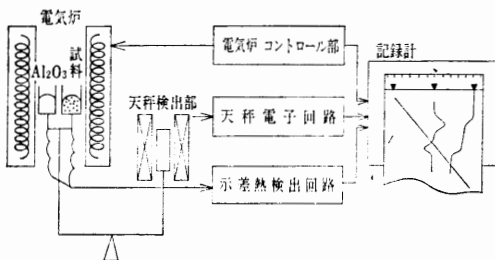 電気炉
Al₂O₃
試料
電気炉 コントロール部
記録計
天秤検出部
天秤電子回路
示差熱検出回路